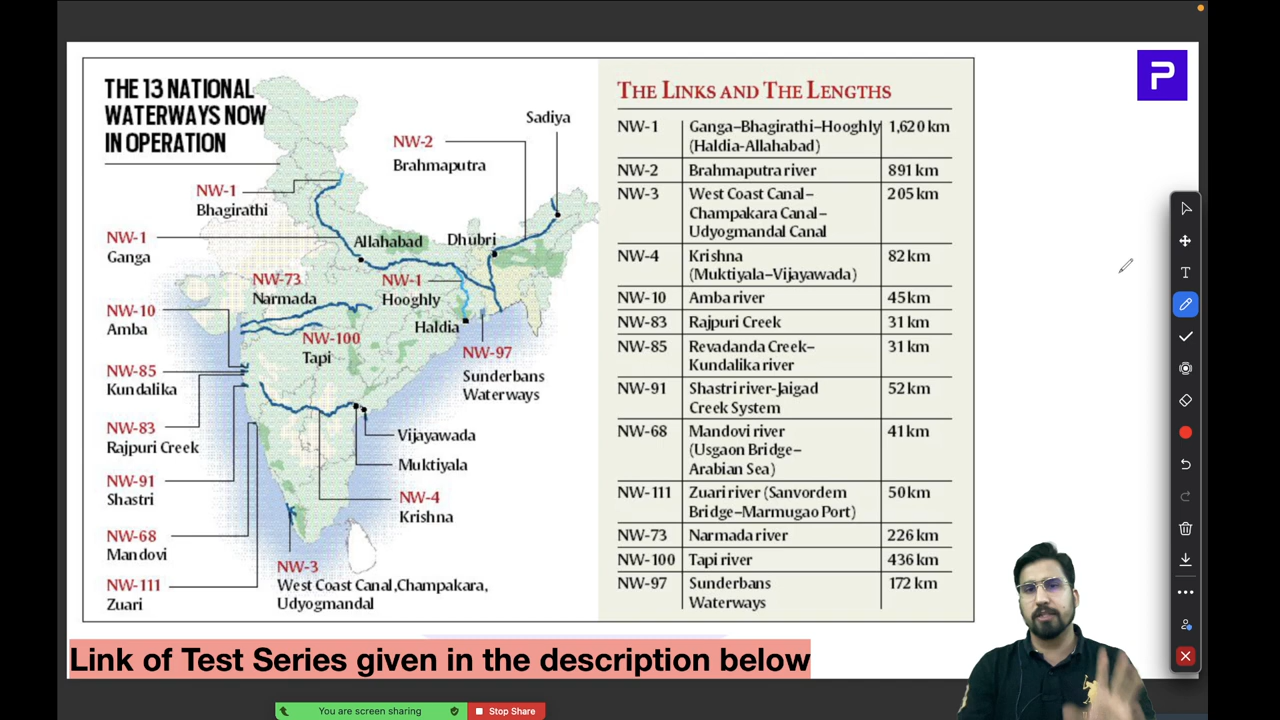 THE 13 NATIONAL
WATERWAYS NOW
IN OPERATION
Sadiya
NW-2
Brahmaputra
NW-1
Bhagirathi
NW-1
Ganga
Allahabad
Dhubri
NW-73
Narmada
NW-1
Hooghly
NW-10
Amba
Haldia
NW-100
Tapi
NW-97
Sunderbans
Waterways
NW-85
Kundalika
NW-83
Rajpuri Creek
Vijayawada
Muktiyala
NW-91
Shastri
NW-4
Krishna
NW-68
Mandovi
NW-3
West Coast Canal,Champakara,
Udyogmandal
NW-111
Zuari
THE LINKS AND THE LENGTHS
NW-1 Ganga–Bhagirathi–Hooghly 1,620 km
(Haldia-Allahabad)
NW-2 Brahmaputra river 891 km
NW-3 West Coast Canal– 205 km
Champakara Canal–
Udyogmandal Canal
NW-4 Krishna 82 km
(Muktiyala–Vijayawada)
NW-10 Amba river 45 km
NW-83 Rajpuri Creek 31 km
NW-85 Revadanda Creek– 31 km
Kundalika river
NW-91 Shastri river-Jaigad 52 km
Creek System
NW-68 Mandovi river 41 km
(Usgaon Bridge–
Arabian Sea)
NW-111 Zuari river (Sanvordem 50 km
Bridge–Marmugao Port)
NW-73 Narmada river 226 km
NW-100 Tapi river 436 km
NW-97 Sunderbans 172 km
Waterways
P
T
Link of Test Series given in the description below
You are screen sharing
Stop Share